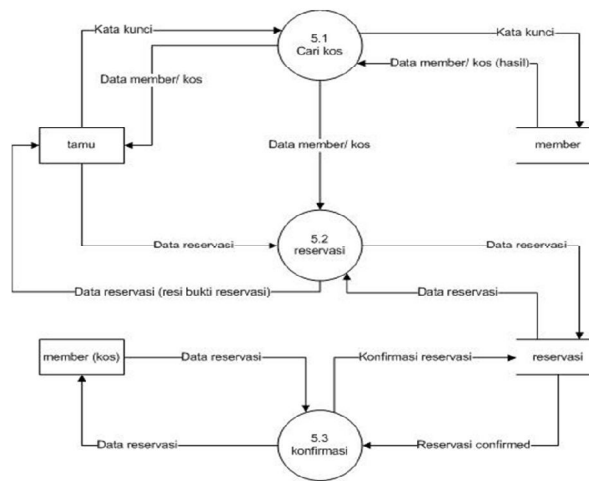 Kata kunci
5.1
Cari kos
Kata kunci
Data member/ kos
Data member/ kos (hasil)
tamu
Data member/ kos
member
Data reservasi
5.2
reservasi
Data reservasi
Data reservasi (resi bukti reservasi)
Data reservasi
member (kos)
Data reservasi
Konfirmasi reservasi
reservasi
Data reservasi
5.3
konfirmasi
Reservasi confirmed